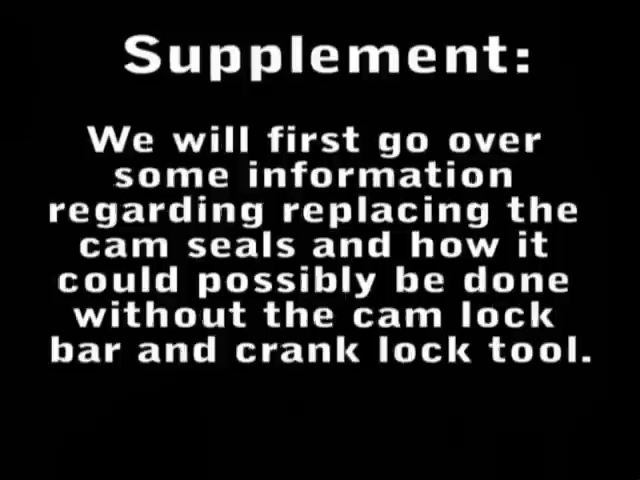 Supplement:
We will first go over
some information
regarding replacing the
cam seals and how it
could possibly be done
without the cam lock
bar and crank lock tool.